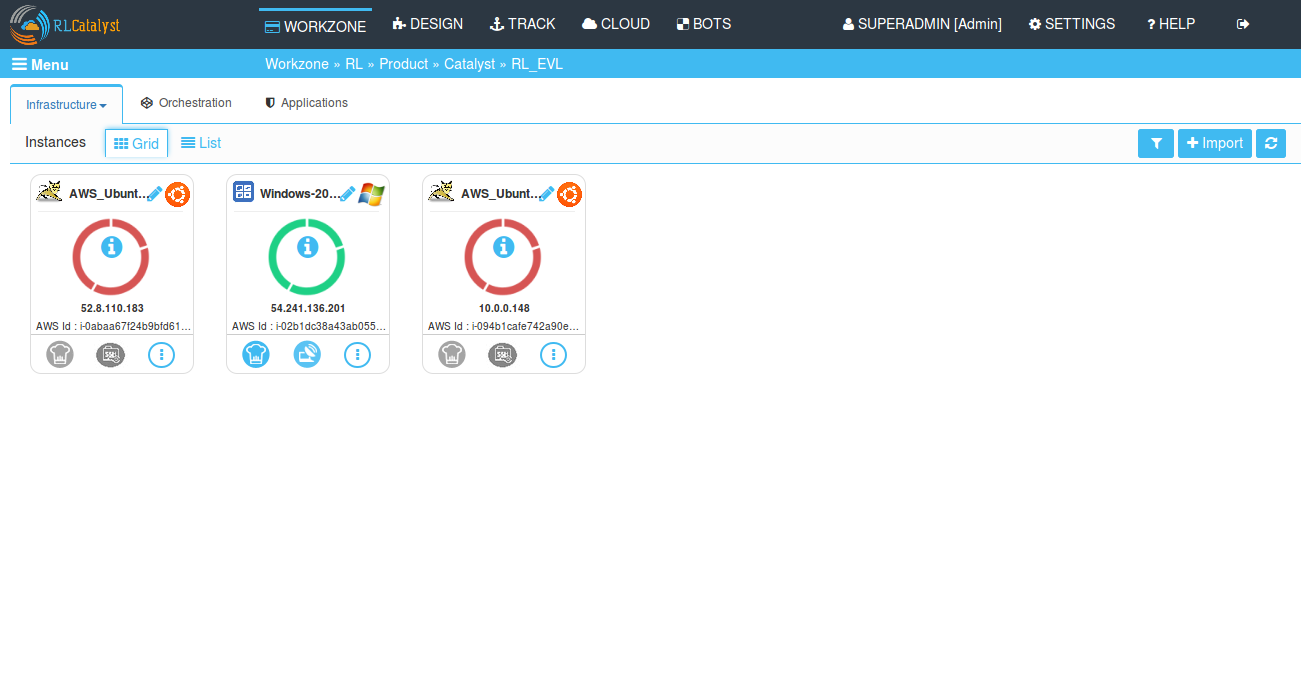 RLCatalyst
WORKZONE DESIGN TRACK CLOUD BOTS SUPERADMIN [Admin] SETTINGS ? HELP
Menu
Workzone » RL » Product » Catalyst » RL_EVL
Infrastructure Orchestration Applications
Instances Grid List + Import
AWS_Ubunt... Windows-20... AWS_Ubunt...
52.8.110.183 54.241.136.201 10.0.0.148
AWS Id : i-0abaa67f24b9bfd61... AWS Id : i-02b1dc38a43ab055... AWS Id : i-094b1cafe742a90e...